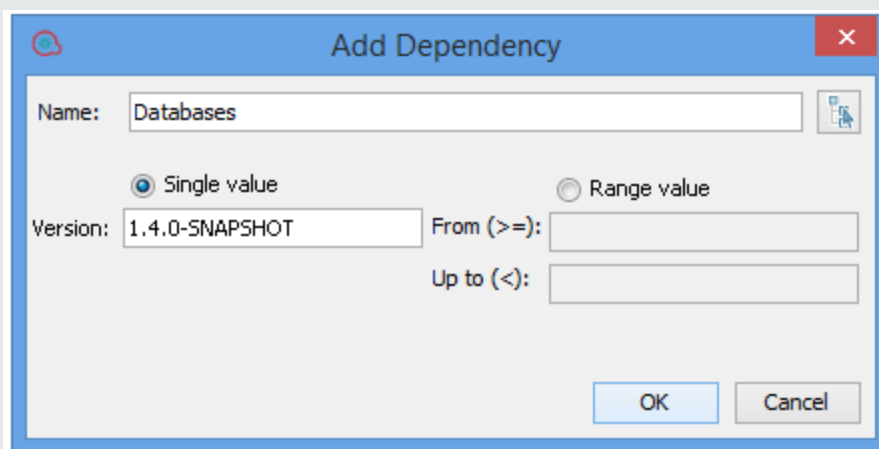 Add Dependency
Name: Databases
Single value
Range value
Version: 1.4.0-SNAPSHOT
From (>=):
Up to (<):
OK
Cancel